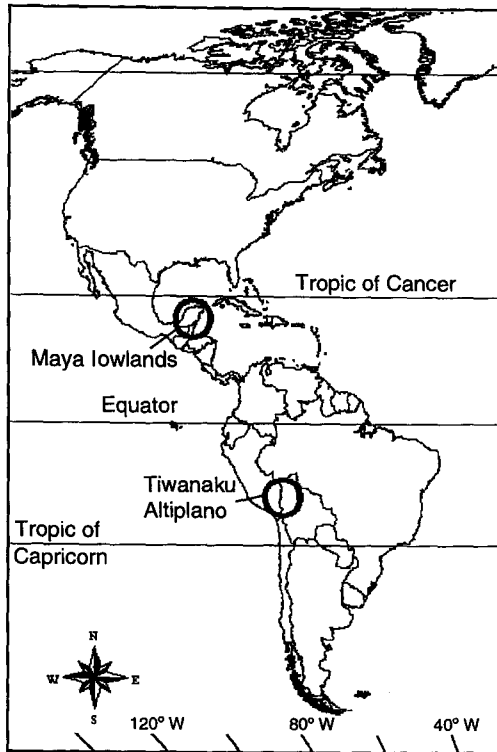 Tropic of Cancer
Maya lowlands
Equator
Tiwanaku
Altiplano
Tropic of
Capricorn
N
W E
S
120° W 80° W 40° W